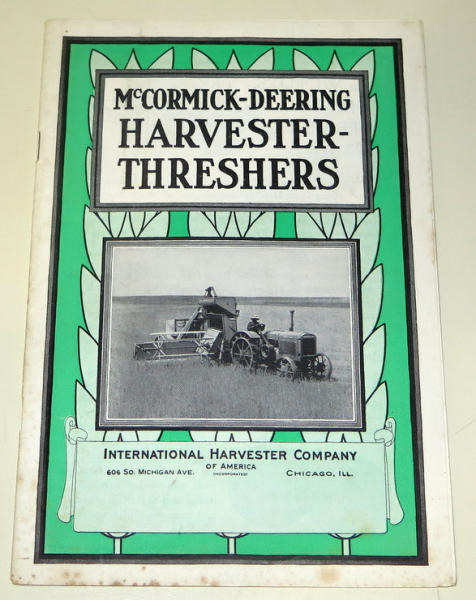 McCORMICK-DEERING
HARVESTER-
THRESHERS
INTERNATIONAL HARVESTER COMPANY
OF AMERICA
606 SO. MICHIGAN AVE. (INCORPORATED) CHICAGO, ILL.